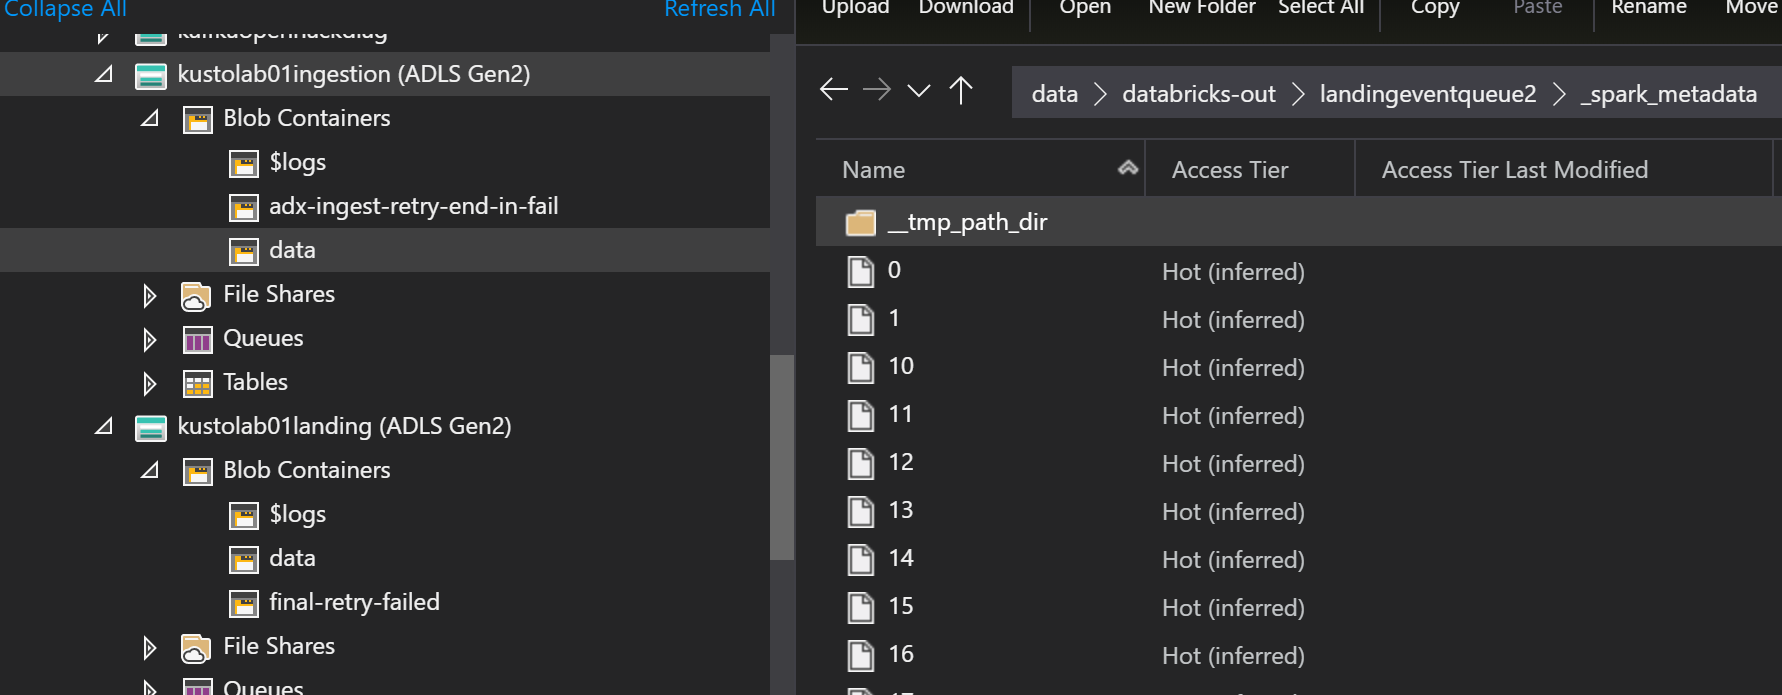 Collapse All
Refresh All
kafkaopenhackdiag
kustolab01ingestion (ADLS Gen2)
Blob Containers
$logs
adx-ingest-retry-end-in-fail
data
File Shares
Queues
Tables
kustolab01landing (ADLS Gen2)
Blob Containers
$logs
data
final-retry-failed
File Shares
Queues
Upload Download Open New Folder Select All Copy Paste Rename Move
data databricks-out landingeventqueue2 _spark_metadata
Name Access Tier Access Tier Last Modified
__tmp_path_dir
0 Hot (inferred)
1 Hot (inferred)
10 Hot (inferred)
11 Hot (inferred)
12 Hot (inferred)
13 Hot (inferred)
14 Hot (inferred)
15 Hot (inferred)
16 Hot (inferred)